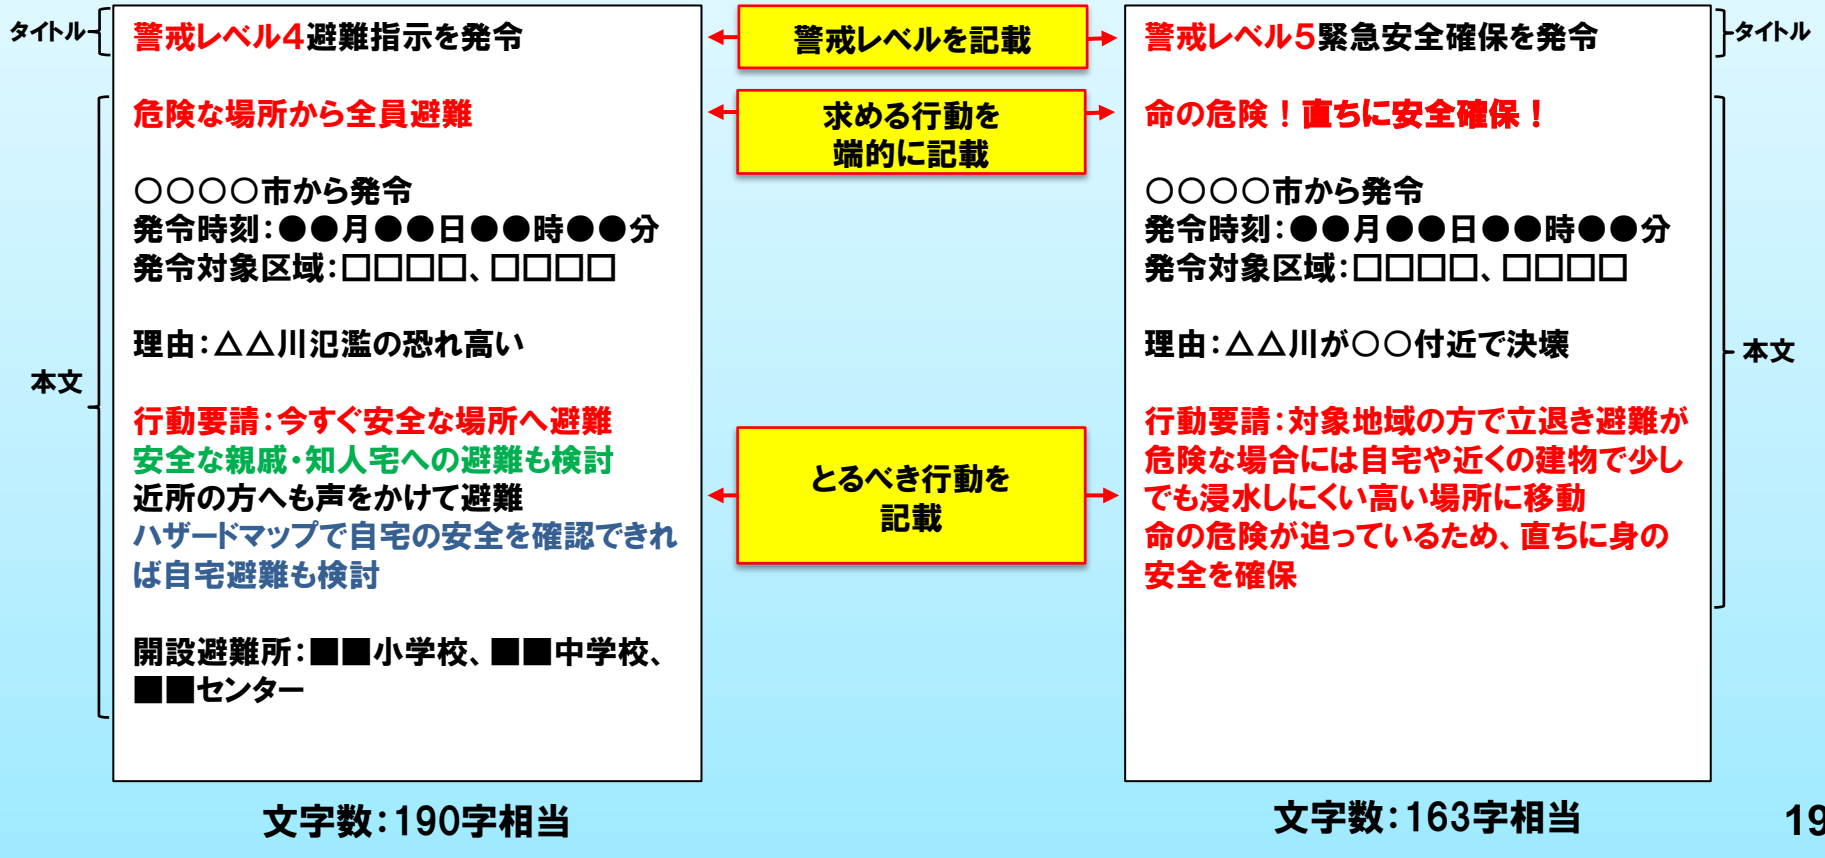 タイトル
警戒レベル4避難指示を発令
危険な場所から全員避難
○○○○市から発令
発令時刻：●●月●●日●●時●●分
発令対象区域：□□□□、□□□□
理由：△△川氾濫の恐れ高い
本文
行動要請：今すぐ安全な場所へ避難
安全な親戚・知人宅への避難も検討
近所の方へも声をかけて避難
ハザードマップで自宅の安全を確認できれ
ば自宅避難も検討
開設避難所：■■小学校、■■中学校、
■■センター
文字数：190字相当
警戒レベルを記載
求める行動を
端的に記載
とるべき行動を
記載
警戒レベル5緊急安全確保を発令
タイトル
命の危険！直ちに安全確保！
○○○○市から発令
発令時刻：●●月●●日●●時●●分
発令対象区域：□□□□、□□□□
理由：△△川が○○付近で決壊
本文
行動要請：対象地域の方で立退き避難が
危険な場合には自宅や近くの建物で少し
でも浸水しにくい高い場所に移動
命の危険が迫っているため、直ちに身の
安全を確保
文字数：163字相当
19